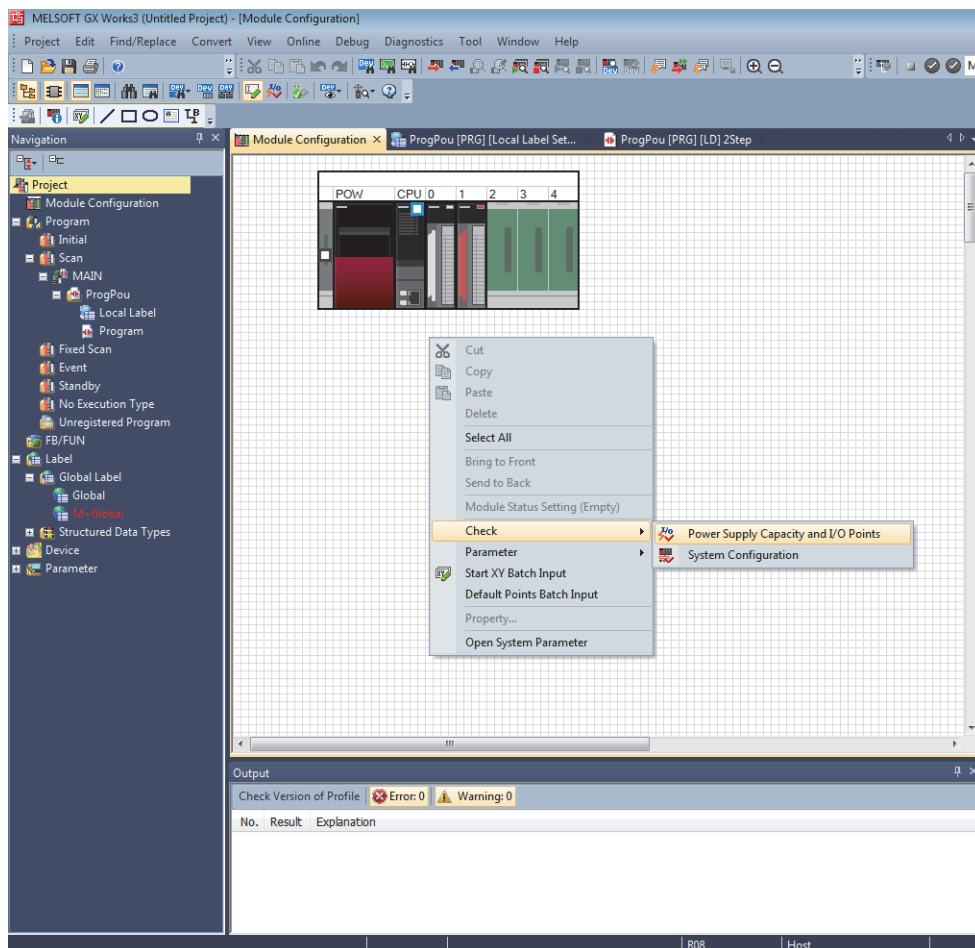 MELSOFT GX Works3 (Untitled Project) - [Module Configuration]
Project Edit Find/Replace Convert View Online Debug Diagnostics Tool Window Help
Navigation
Module Configuration
ProgPou [PRG] [Local Label Set...
ProgPou [PRG] [LD] 2Step
Project
Module Configuration
Program
Initial
Scan
MAIN
ProgPou
Local Label
Program
Fixed Scan
Event
Standby
No Execution Type
Unregistered Program
FB/FUN
Label
Global Label
Global
M+Global
Structured Data Types
Device
Parameter
POW CPU 0 1 2 3 4
Cut
Copy
Paste
Delete
Select All
Bring to Front
Send to Back
Module Status Setting (Empty)
Check
Parameter
Start XY Batch Input
Default Points Batch Input
Property...
Open System Parameter
Power Supply Capacity and I/O Points
System Configuration
Output
Check Version of Profile Error: 0 Warning: 0
No. Result Explanation
R08 Host